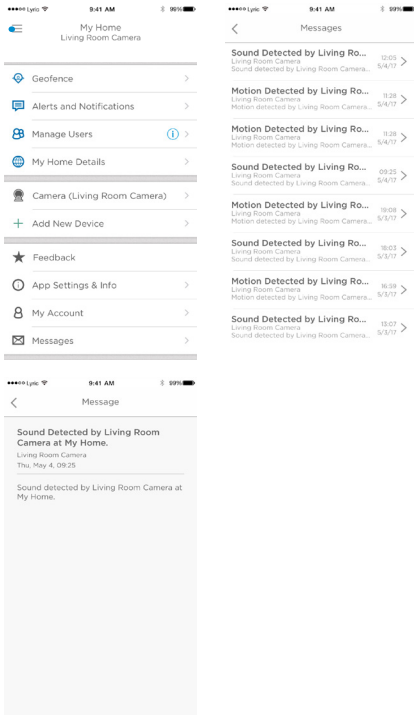 Lyric
9:41 AM
99%
My Home
Living Room Camera
Geofence
Alerts and Notifications
Manage Users
My Home Details
Camera (Living Room Camera)
Add New Device
Feedback
App Settings & Info
My Account
Messages
Lyric
9:41 AM
99%
Messages
Sound Detected by Living Ro...
Living Room Camera
Sound detected by Living Room Camera...
12:05
5/4/17
Motion Detected by Living Ro...
Living Room Camera
Motion detected by Living Room Camera...
11:28
5/4/17
Motion Detected by Living Ro...
Living Room Camera
Motion detected by Living Room Camera...
11:28
5/4/17
Sound Detected by Living Ro...
Living Room Camera
Sound detected by Living Room Camera...
09:25
5/4/17
Motion Detected by Living Ro...
Living Room Camera
Motion detected by Living Room Camera...
19:08
5/3/17
Sound Detected by Living Ro...
Living Room Camera
Sound detected by Living Room Camera...
18:03
5/3/17
Motion Detected by Living Ro...
Living Room Camera
Motion detected by Living Room Camera...
16:59
5/3/17
Sound Detected by Living Ro...
Living Room Camera
Sound detected by Living Room Camera...
13:07
5/3/17
Lyric
9:41 AM
99%
Message
Sound Detected by Living Room
Camera at My Home.
Living Room Camera
Thu, May 4, 09:25
Sound detected by Living Room Camera at
My Home.